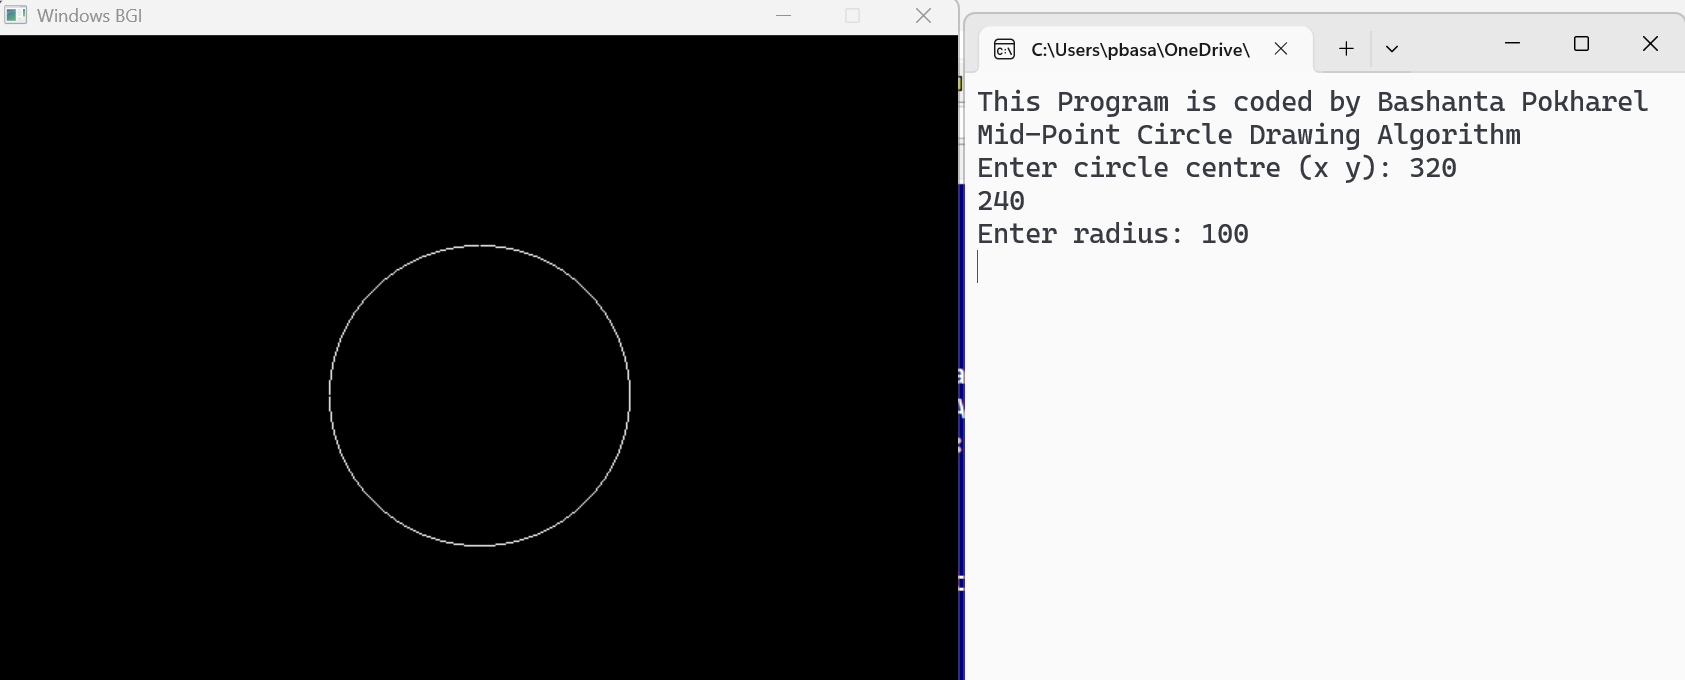 Windows BGI
C:\Users\pbasa\OneDrive\
This Program is coded by Bashanta Pokharel
Mid-Point Circle Drawing Algorithm
Enter circle centre (x y): 320
240
Enter radius: 100